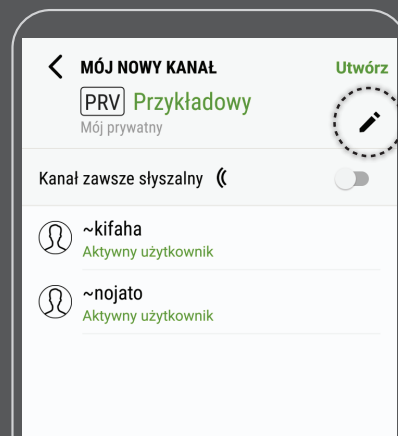 MÓJ NOWY KANAŁ Utwórz
PRV Przykładowy
Mój prywatny
Kanał zawsze słyszalny
~kifaha
Aktywny użytkownik
~nojato
Aktywny użytkownik